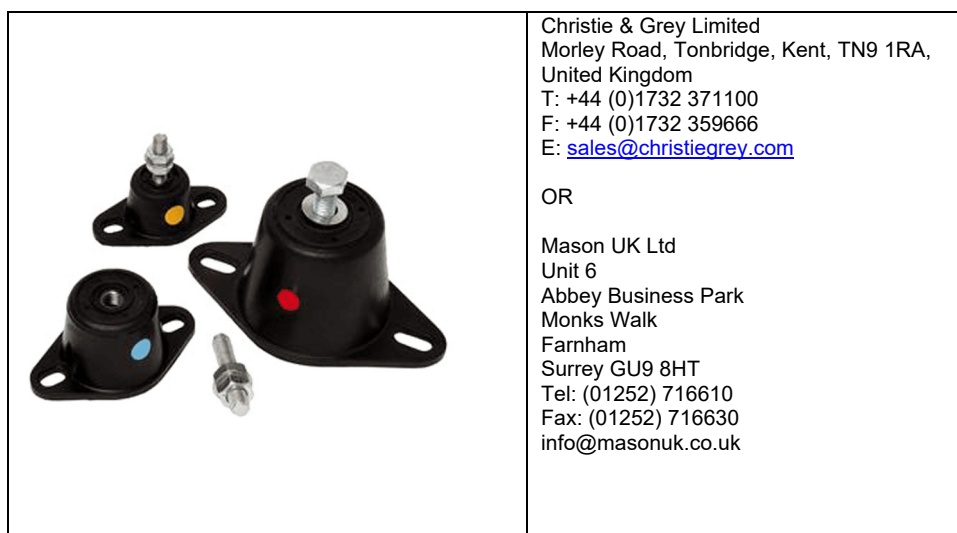 Christie & Grey Limited
Morley Road, Tonbridge, Kent, TN9 1RA,
United Kingdom
T: +44 (0)1732 371100
F: +44 (0)1732 359666
E: sales@christiegrey.com
OR
Mason UK Ltd
Unit 6
Abbey Business Park
Monks Walk
Farnham
Surrey GU9 8HT
Tel: (01252) 716610
Fax: (01252) 716630
info@masonuk.co.uk